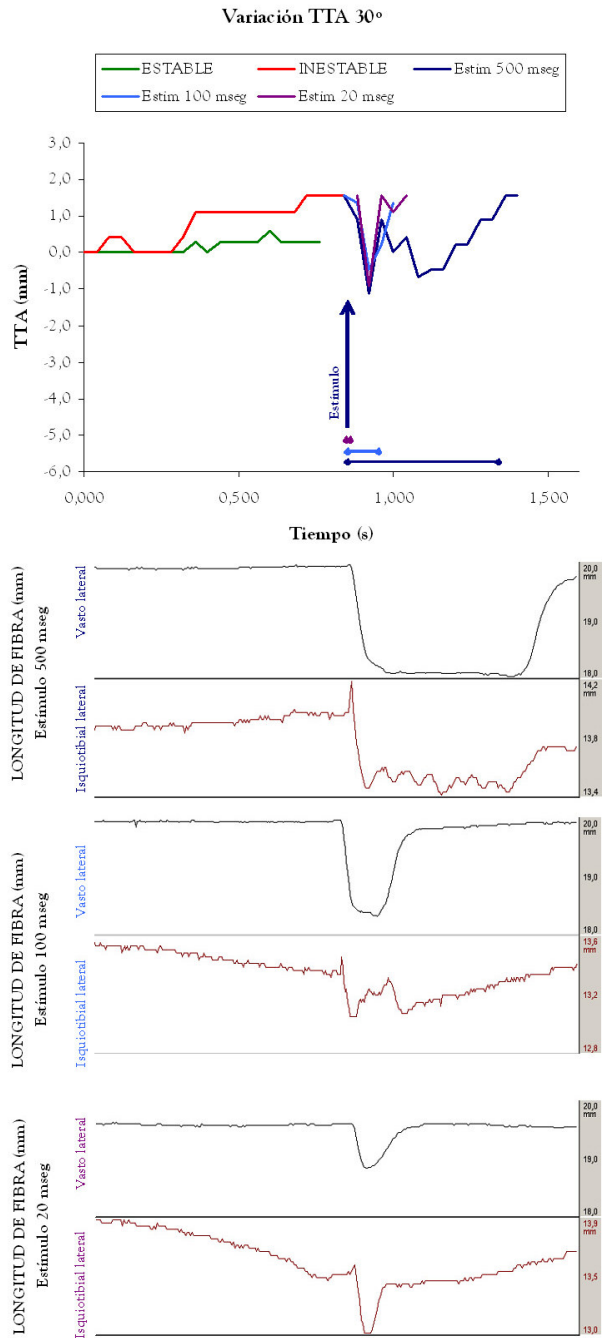 Variación TTA 30º
ESTABLE INESTABLE Estim 500 mseg
Estim 100 mseg Estim 20 mseg
TTA (mm)
3,0
2,0
1,0
0,0
-1,0
-2,0
-3,0
-4,0
-5,0
-6,0
Estímulo
0,000 0,500 1,000 1,500
Tiempo (s)
LONGITUD DE FIBRA (mm)
Estímulo 500 mseg
Vasto lateral
20,0
mm
19,0
18,0
Isquiotibial lateral
14,2
mm
13,8
13,4
LONGITUD DE FIBRA (mm)
Estímulo 100 mseg
Vasto lateral
20,0
mm
19,0
18,0
Isquiotibial lateral
13,6
mm
13,2
12,8
LONGITUD DE FIBRA (mm)
Estímulo 20 mseg
Vasto lateral
20,0
mm
19,0
18,0
Isquiotibial lateral
13,9
mm
13,5
13,0